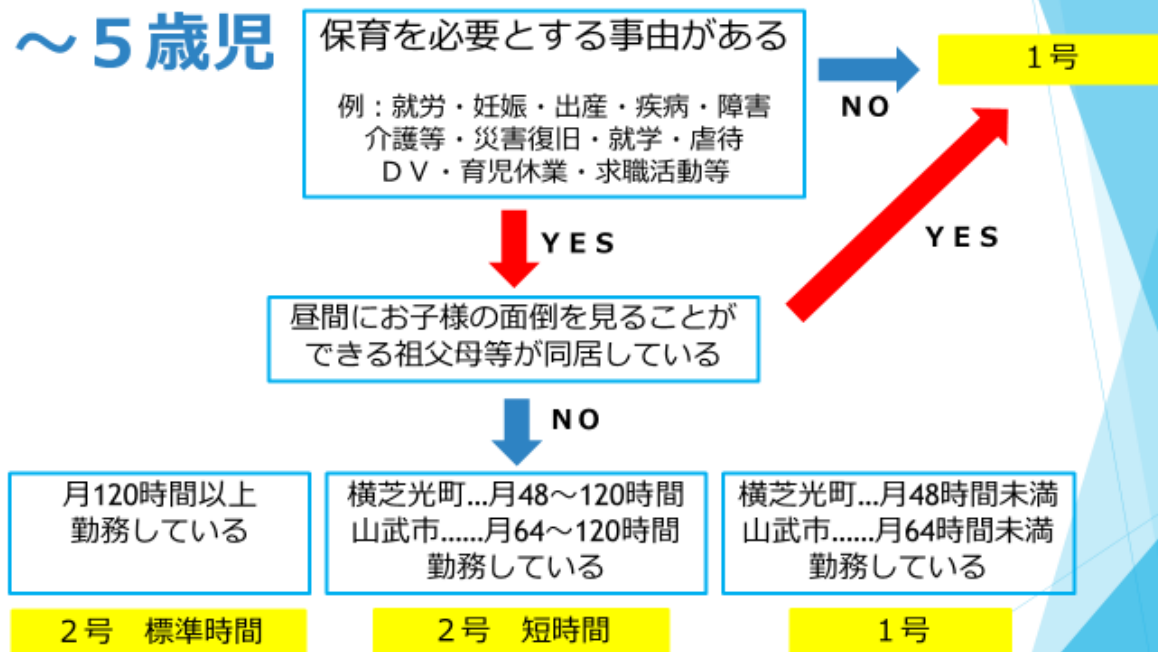 ～５歳児
保育を必要とする事由がある
例：就労・妊娠・出産・疾病・障害
介護等・災害復旧・就学・虐待
ＤＶ・育児休業・求職活動等
ＮＯ
１号
ＹＥＳ
ＹＥＳ
昼間にお子様の面倒を見ることが
できる祖父母等が同居している
ＮＯ
月120時間以上
勤務している
横芝光町…月48～120時間
山武市……月64～120時間
勤務している
横芝光町…月48時間未満
山武市……月64時間未満
勤務している
２号　標準時間
２号　短時間
１号